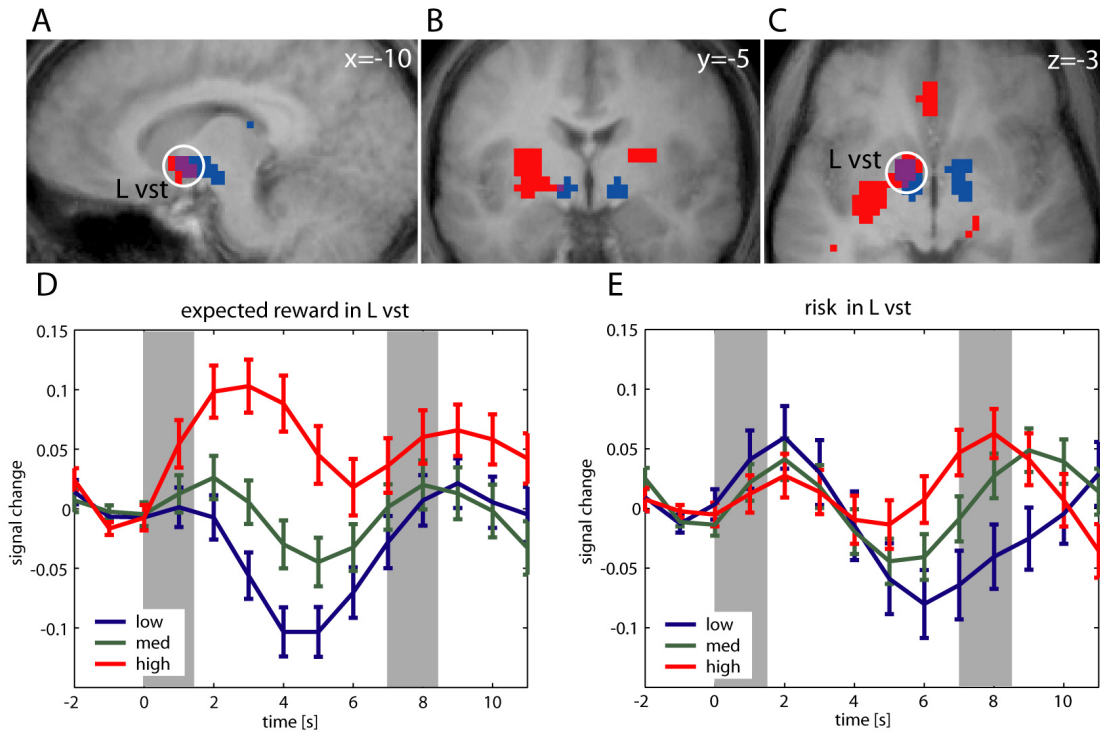 A
B
C
x=-10
y=-5
z=-3
L vst
L vst
D
expected reward in L vst
0.15
0.1
0.05
0
-0.05
-0.1
signal change
low
med
high
-2
0
2
4
6
8
10
time [s]
E
risk in L vst
0.15
0.1
0.05
0
-0.05
-0.1
signal change
low
med
high
-2
0
2
4
6
8
10
time [s]